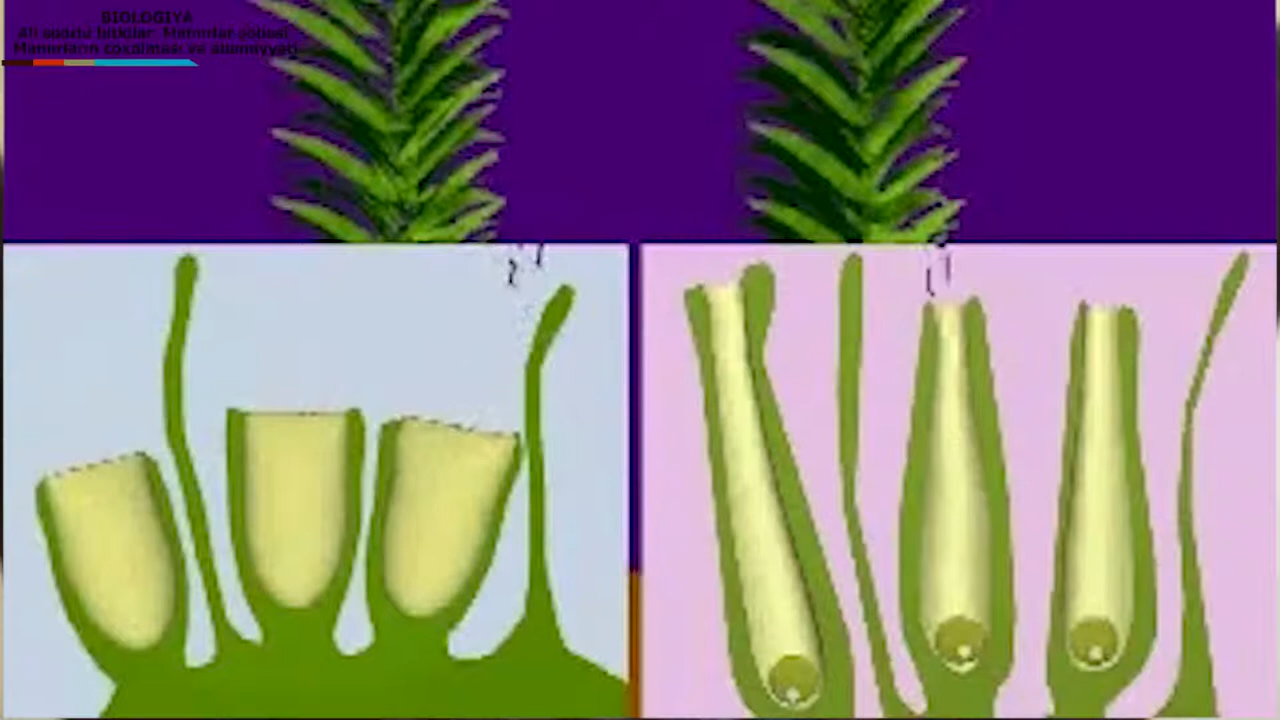 BIOLOGIYA
Ali sporlu bitkilər. Mamırlar şöbəsi
Mamırların çoxalması və əhəmiyyəti